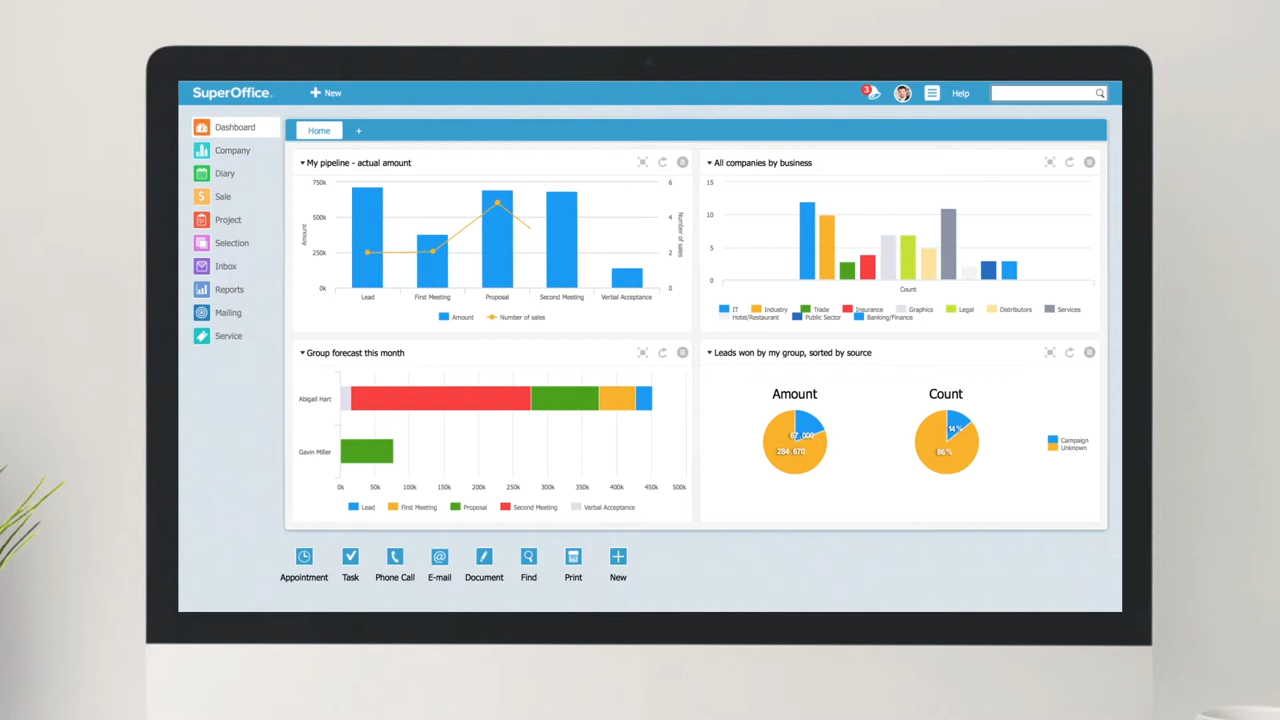 SuperOffice.
New
3
Help
Dashboard
Company
Diary
Sale
Project
Selection
Inbox
Reports
Mailing
Service
Home
+
My pipeline - actual amount
750k
500k
250k
0k
Amount
6
4
2
0
Number of sales
Lead
First Meeting
Proposal
Second Meeting
Verbal Acceptance
Amount
Number of sales
All companies by business
15
10
5
0
Count
IT
Industry
Trade
Insurance
Graphics
Legal
Distributors
Services
Hotel/Restaurant
Public Sector
Banking/Finance
Group forecast this month
Abigail Hart
Gavin Miller
0k
50k
100k
150k
200k
250k
300k
350k
400k
450k
500k
Lead
First Meeting
Proposal
Second Meeting
Verbal Acceptance
Leads won by my group, sorted by source
Amount
67, 000
284, 670
Count
14%
86%
Campaign
Unknown
Appointment
Task
Phone Call
E-mail
Document
Find
Print
New